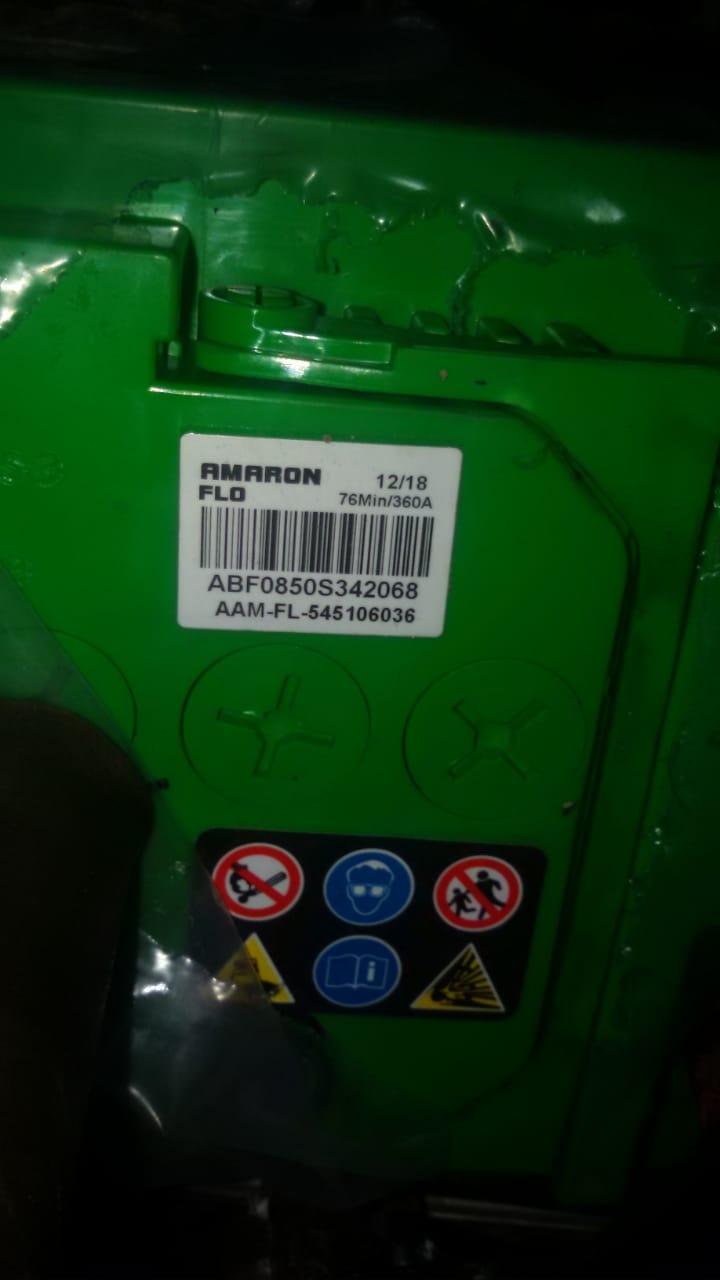 AMARON
FLO
12/18
76Min/360A
ABF0850S342068
AAM-FL-545106036